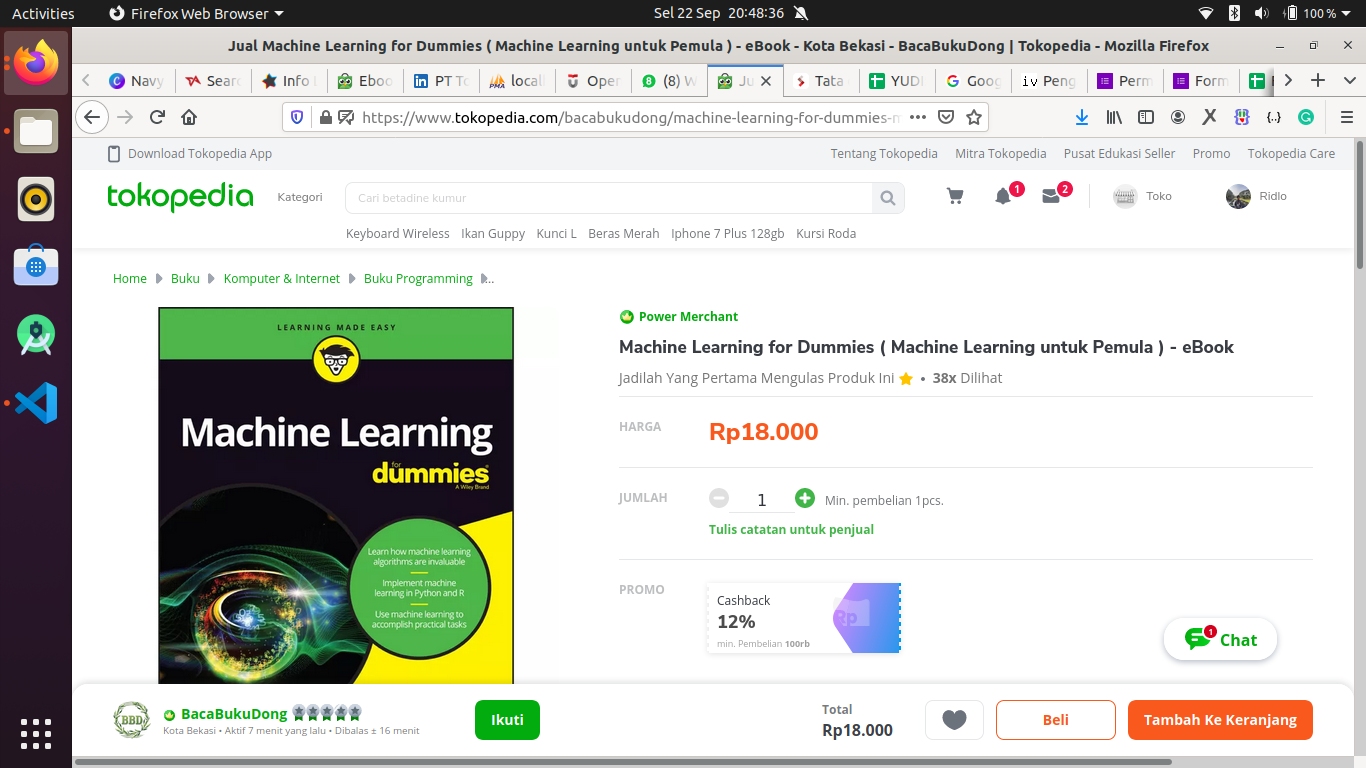 Activities Firefox Web Browser Sel 22 Sep 20:48:36 100 %
Jual Machine Learning for Dummies ( Machine Learning untuk Pemula ) - eBook - Kota Bekasi - BacaBukuDong | Tokopedia - Mozilla Firefox
Navy Sear Info Eboo PT To locall Open (8) W Ju Tata YUDI Goog Peng Perm Form
https://www.tokopedia.com/bacabukudong/machine-learning-for-dummies-m
Download Tokopedia App Tentang Tokopedia Mitra Tokopedia Pusat Edukasi Seller Promo Tokopedia Care
tokopedia Kategori Cari betadine kumur 1 2 Toko Ridlo
Keyboard Wireless Ikan Guppy Kunci L Beras Merah Iphone 7 Plus 128gb Kursi Roda
Home Buku Komputer & Internet Buku Programming ..
LEARNING MADE EASY
Machine Learning
for
dummies
A Wiley Brand
Learn how machine learning
algorithms are invaluable
Implement machine
learning in Python and R
Use machine learning to
accomplish practical tasks
Power Merchant
Machine Learning for Dummies ( Machine Learning untuk Pemula ) - eBook
Jadilah Yang Pertama Mengulas Produk Ini • 38x Dilihat
HARGA Rp18.000
JUMLAH 1 Min. pembelian 1pcs.
Tulis catatan untuk penjual
PROMO Cashback
12%
min. Pembelian 100rb
Rp
1 Chat
BBD BacaBukuDong
Kota Bekasi • Aktif 7 menit yang lalu • Dibalas ± 16 menit
Ikuti
Total
Rp18.000
Beli
Tambah Ke Keranjang